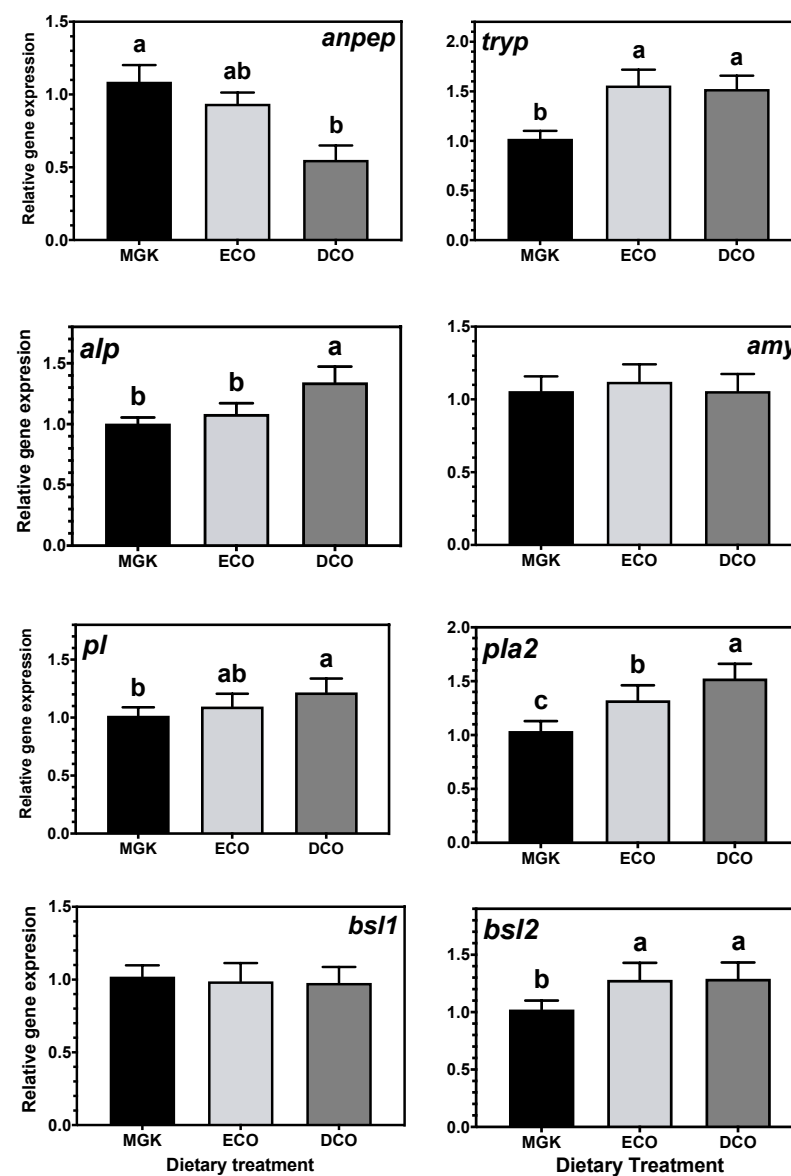 Relative gene expression
1.5
1.0
0.5
0.0
anpep
a
ab
b
MGK
ECO
DCO
2.0
1.5
1.0
0.5
0.0
tryp
b
a
a
MGK
ECO
DCO
Relative gene expresion
1.5
1.0
0.5
0.0
alp
b
b
a
MGK
ECO
DCO
1.5
1.0
0.5
0.0
amy
MGK
ECO
DCO
Relative gene expression
1.5
1.0
0.5
0.0
pl
b
ab
a
MGK
ECO
DCO
2.0
1.5
1.0
0.5
0.0
pla2
c
b
a
MGK
ECO
DCO
Relative gene expression
1.5
1.0
0.5
0.0
bsl1
MGK
ECO
DCO
Dietary treatment
1.5
1.0
0.5
0.0
bsl2
b
a
a
MGK
ECO
DCO
Dietary Treatment